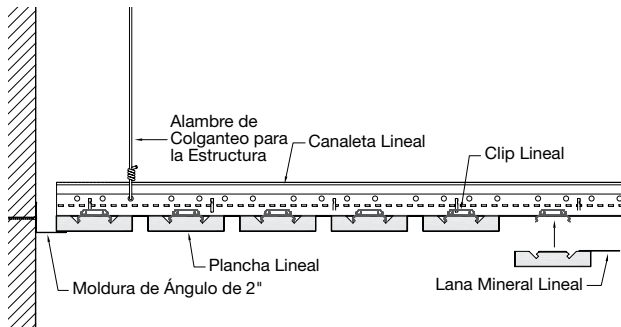 Alambre de
Colganteo para
la Estructura
Canaleta Lineal
Clip Lineal
Plancha Lineal
Moldura de Ángulo de 2"
Lana Mineral Lineal